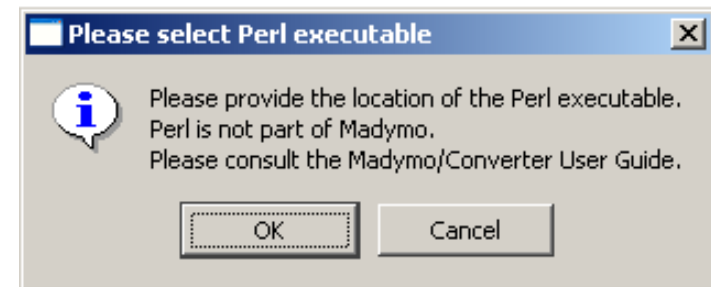 Please select Perl executable
Please provide the location of the Perl executable.
Perl is not part of Madymo.
Please consult the Madymo/Converter User Guide.
OK
Cancel